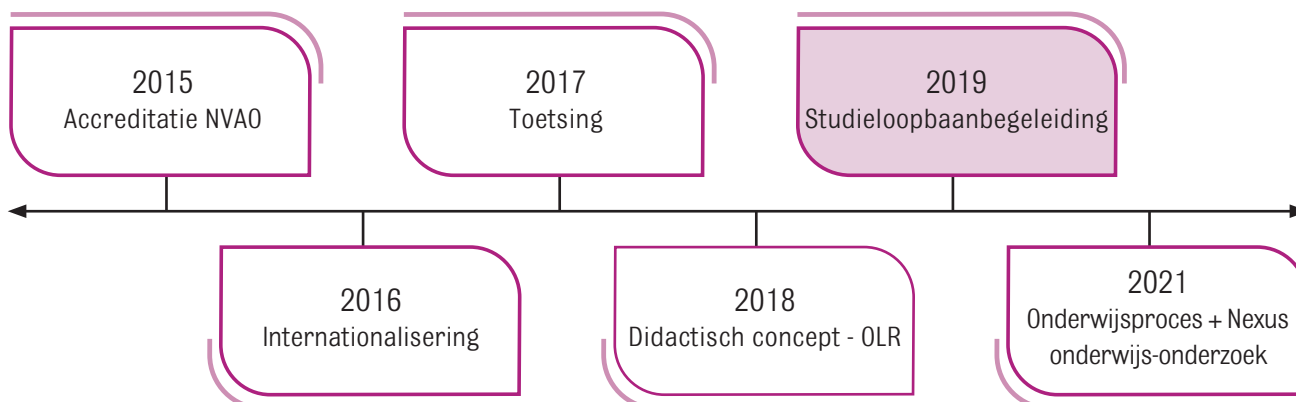 2015
Accreditatie NVAO
2017
Toetsing
2019
Studieloopbaanbegeleiding
2016
Internationalisering
2018
Didactisch concept - OLR
2021
Onderwijsproces + Nexus
onderwijs-onderzoek